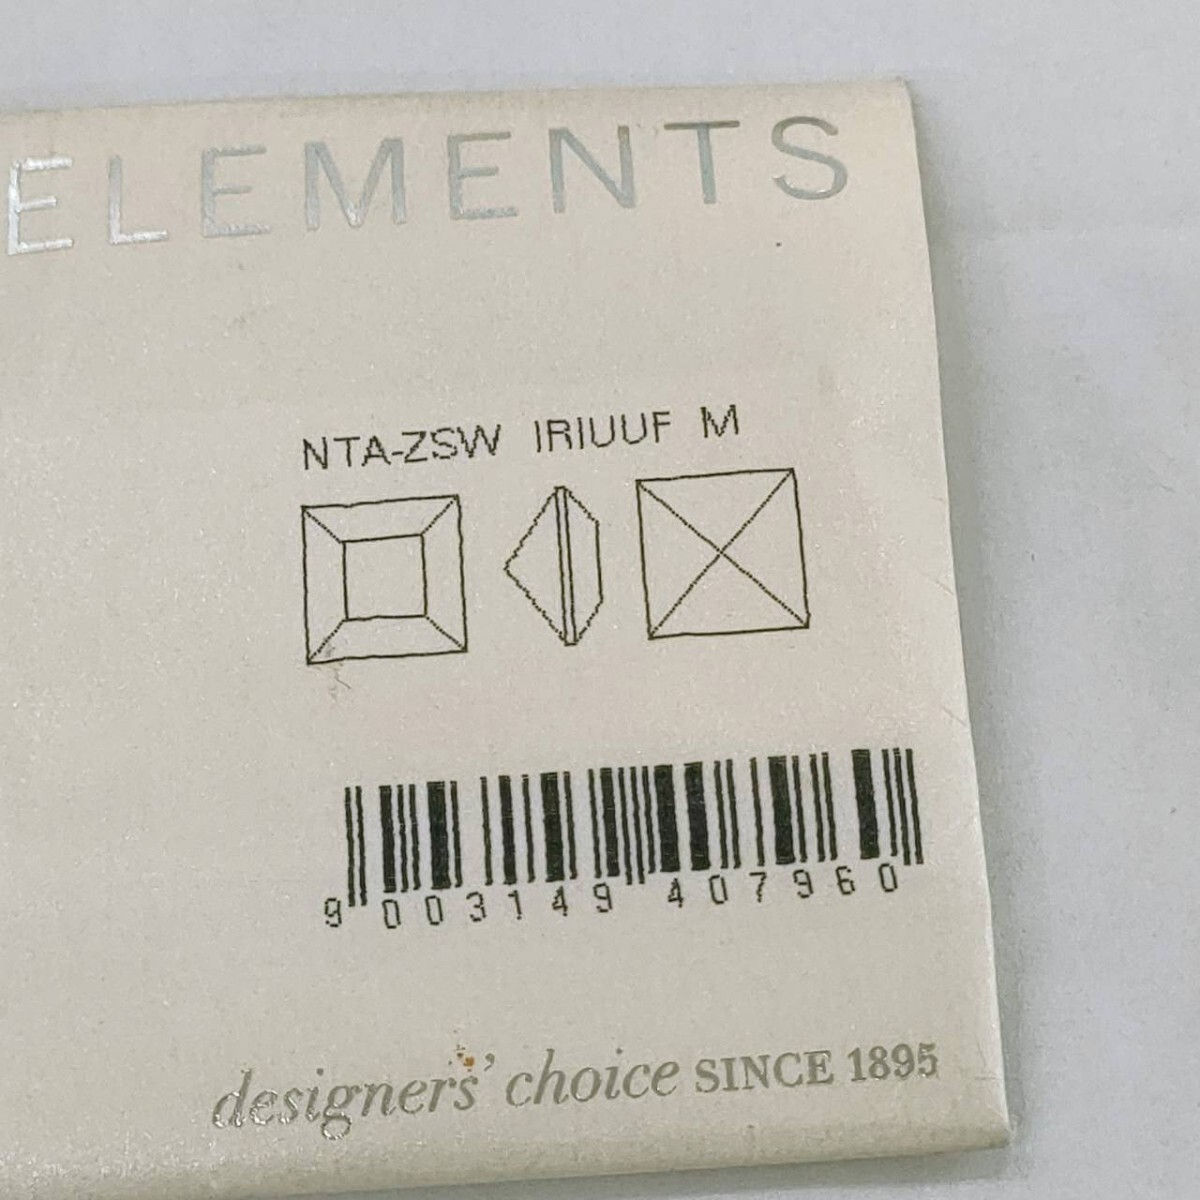 ELEMENTS
NTA-ZSW IRIUUF M
9 003149 407960
designers' choice SINCE 1895